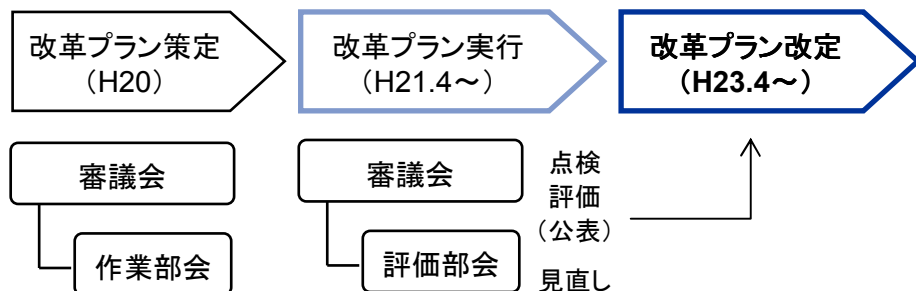 改革プラン策定
（H20）
改革プラン実行
（H21.4～）
改革プラン改定
（H23.4～）
審議会
作業部会
審議会
評価部会
点検
評価
（公表）
見直し